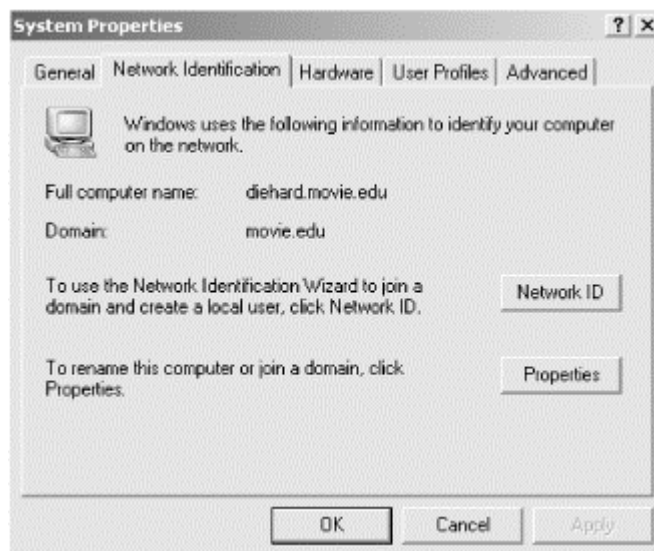 System Properties
? ×
General Network Identification Hardware User Profiles Advanced
Windows uses the following information to identify your computer
on the network.
Full computer name: diehard.movie.edu
Domain: movie.edu
To use the Network Identification Wizard to join a
domain and create a local user, click Network ID.
Network ID
To rename this computer or join a domain, click
Properties.
Properties
OK Cancel Apply